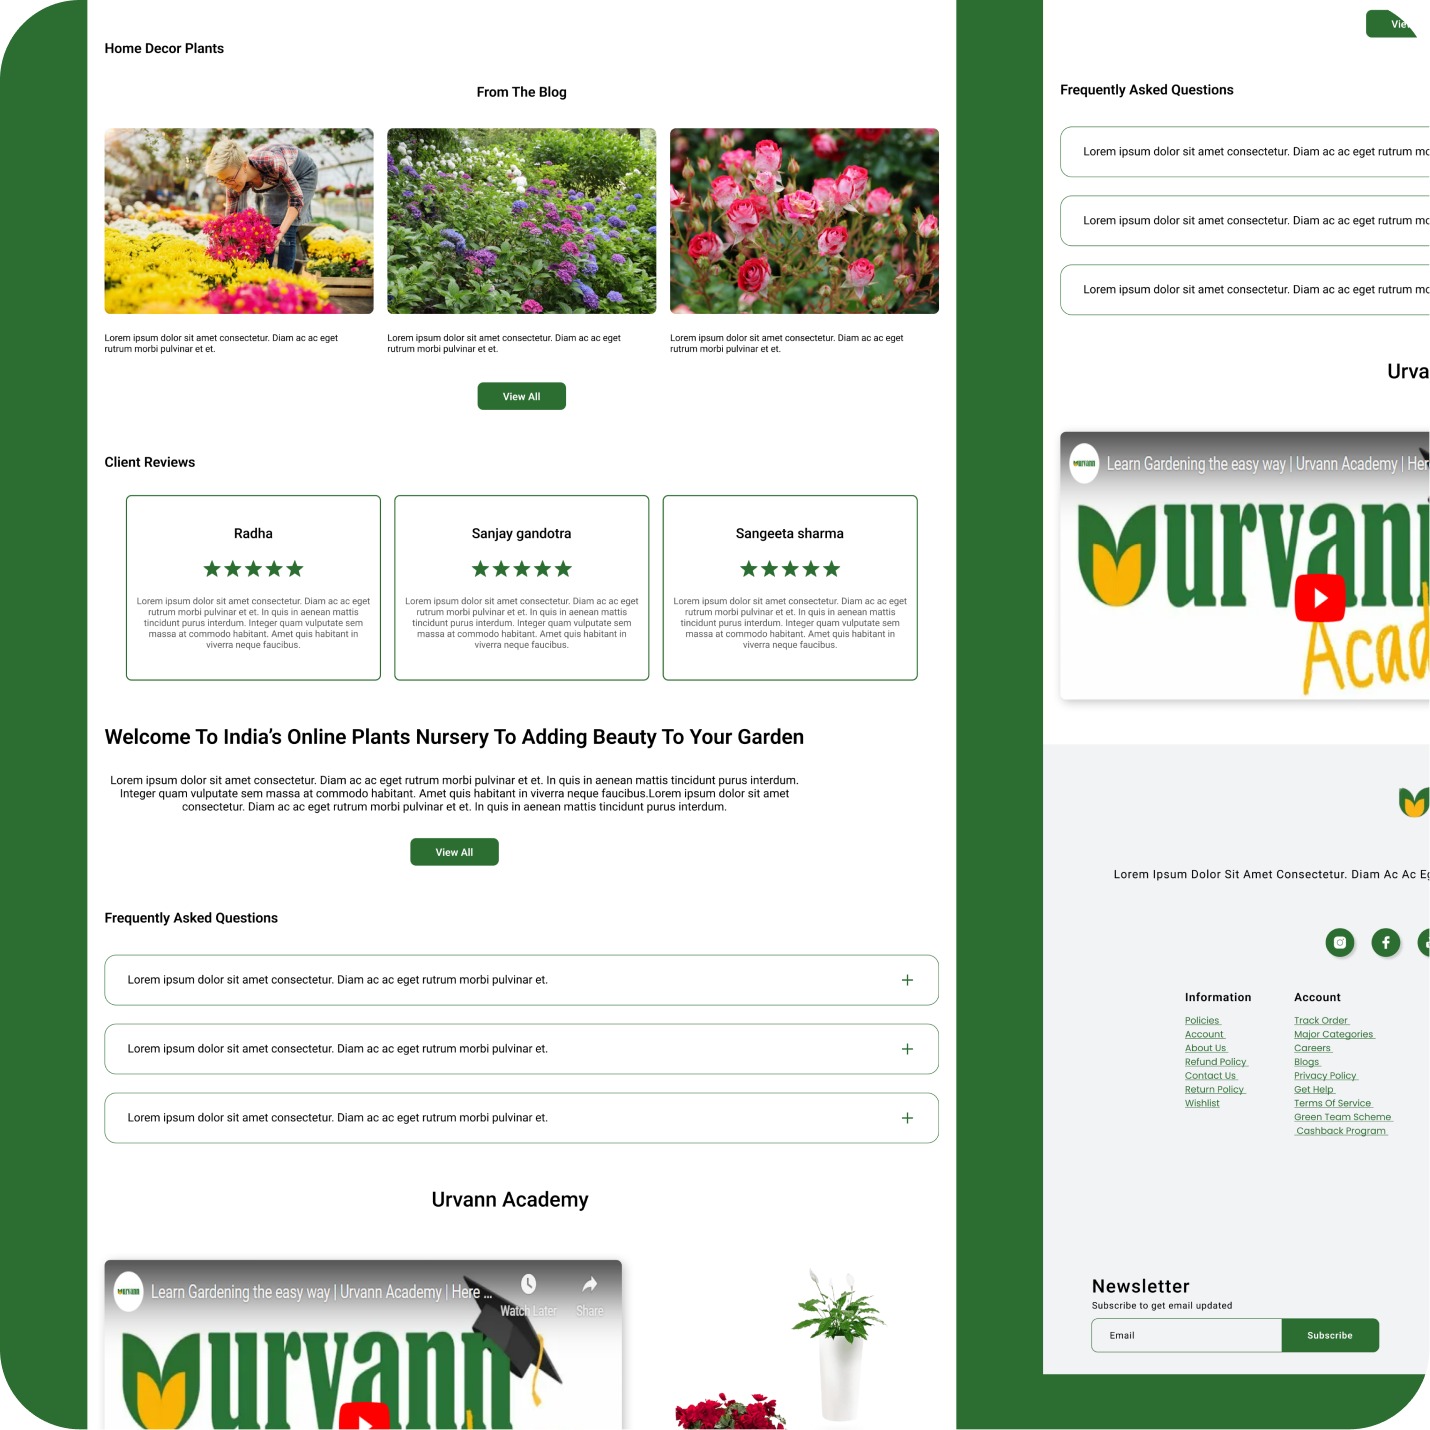 Home Decor Plants
From The Blog
Lorem ipsum dolor sit amet consectetur. Diam ac ac eget
rutrum morbi pulvinar et et.
Lorem ipsum dolor sit amet consectetur. Diam ac ac eget
rutrum morbi pulvinar et et.
Lorem ipsum dolor sit amet consectetur. Diam ac ac eget
rutrum morbi pulvinar et et.
View All
Client Reviews
Radha
Lorem ipsum dolor sit amet consectetur. Diam ac ac eget
rutrum morbi pulvinar et et. In quis in aenean mattis
tincidunt purus interdum. Integer quam vulputate sem
massa at commodo habitant. Amet quis habitant in
viverra neque faucibus.
Sanjay gandotra
Lorem ipsum dolor sit amet consectetur. Diam ac ac eget
rutrum morbi pulvinar et et. In quis in aenean mattis
tincidunt purus interdum. Integer quam vulputate sem
massa at commodo habitant. Amet quis habitant in
viverra neque faucibus.
Sangeeta sharma
Lorem ipsum dolor sit amet consectetur. Diam ac ac eget
rutrum morbi pulvinar et et. In quis in aenean mattis
tincidunt purus interdum. Integer quam vulputate sem
massa at commodo habitant. Amet quis habitant in
viverra neque faucibus.
Welcome To India's Online Plants Nursery To Adding Beauty To Your Garden
Lorem ipsum dolor sit amet consectetur. Diam ac ac eget rutrum morbi pulvinar et et. In quis in aenean mattis tincidunt purus interdum.
Integer quam vulputate sem massa at commodo habitant. Amet quis habitant in viverra neque faucibus.Lorem ipsum dolor sit amet
consectetur. Diam ac ac eget rutrum morbi pulvinar et et. In quis in aenean mattis tincidunt purus interdum.
View All
Frequently Asked Questions
Lorem ipsum dolor sit amet consectetur. Diam ac ac eget rutrum morbi pulvinar et.
Lorem ipsum dolor sit amet consectetur. Diam ac ac eget rutrum morbi pulvinar et.
Lorem ipsum dolor sit amet consectetur. Diam ac ac eget rutrum morbi pulvinar et.
Urvann Academy
urvann
Learn Gardening the easy way | Urvann Academy | Here ...
Watch Later
Share
urvann
Frequently Asked Questions
Lorem ipsum dolor sit amet consectetur. Diam ac ac eget rutrum
Lorem ipsum dolor sit amet consectetur. Diam ac ac eget rutrum
Lorem ipsum dolor sit amet consectetur. Diam ac ac eget rutrum
Urva
urvann
Learn Gardening the easy way | Urvann Academy | Her
urvann
Acad
Lorem Ipsum Dolor Sit Amet Consectetur. Diam Ac Ac
Information
Policies
Account
About Us
Refund Policy
Contact Us
Return Policy
Wishlist
Account
Track Order
Major Categories
Careers
Blogs
Privacy Policy
Get Help
Terms Of Service
Green Team Scheme
Cashback Program
Newsletter
Subscribe to get email updated
Email
Subscribe